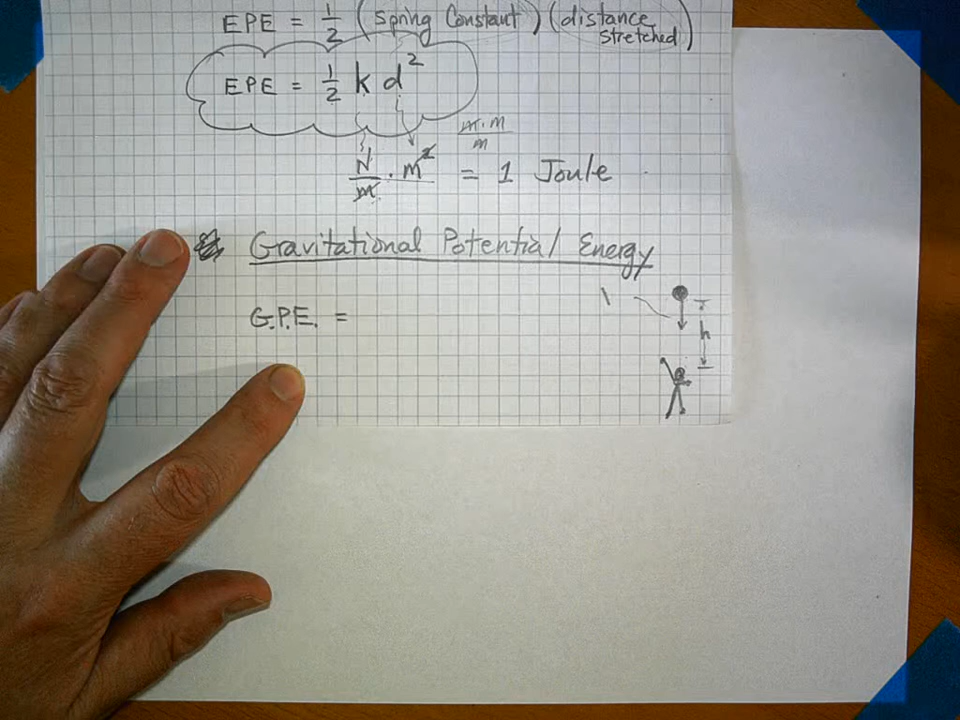 EPE = 1/2 (Spring Constant) (distance stretched)
EPE = 1/2 k d²
m·m/m
N/m · m² = 1 Joule
Gravitational Potential Energy
G.P.E. =
h